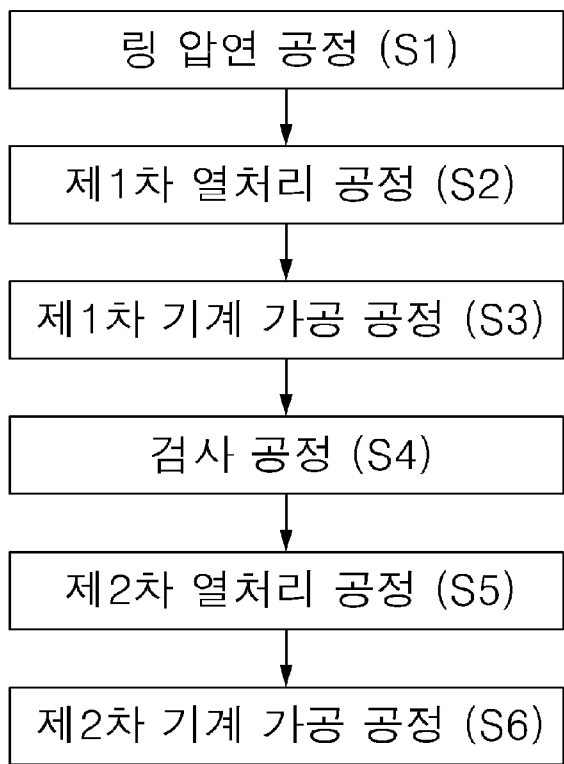 링 압연 공정 (S1)
제1차 열처리 공정 (S2)
제1차 기계 가공 공정 (S3)
검사 공정 (S4)
제2차 열처리 공정 (S5)
제2차 기계 가공 공정 (S6)